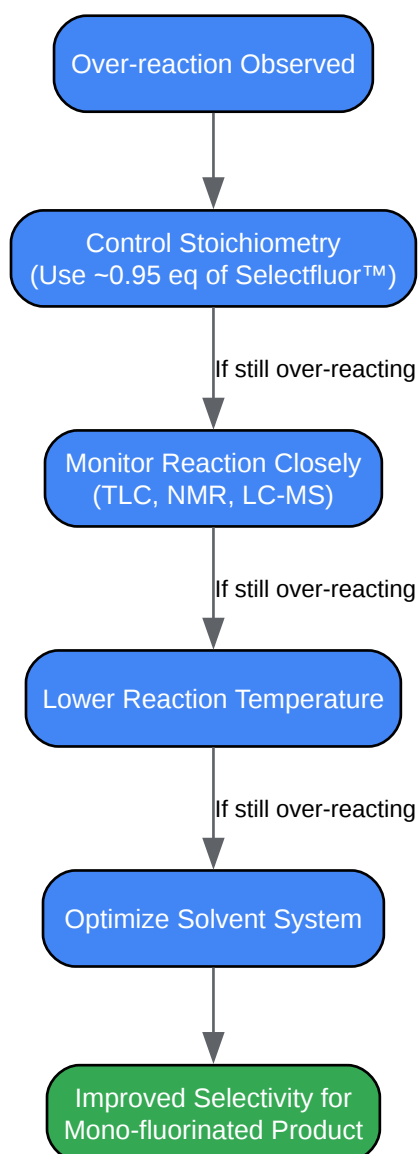 Over-reaction Observed
Control Stoichiometry
(Use ~0.95 eq of Selectfluor™)
If still over-reacting
Monitor Reaction Closely
(TLC, NMR, LC-MS)
If still over-reacting
Lower Reaction Temperature
If still over-reacting
Optimize Solvent System
Improved Selectivity for
Mono-fluorinated Product